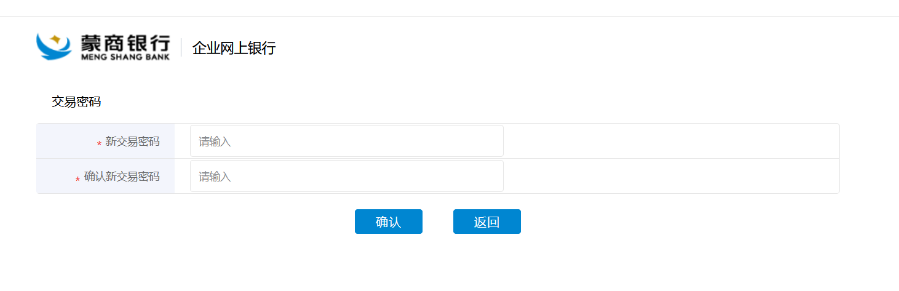 蒙商银行 企业网上银行
MENG SHANG BANK
交易密码
* 新交易密码 请输入
* 确认新交易密码 请输入
确认 返回